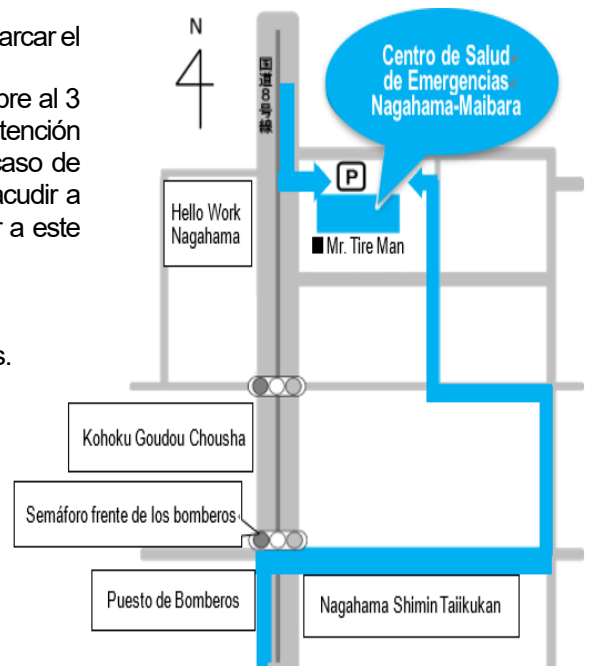 arcar el
bre al 3
tención
caso de
acudir a
r a este
s.
N
国道8号線
Centro de Salud
de Emergencias
Nagahama-Maibara
P
Hello Work
Nagahama
Mr. Tire Man
Kohoku Goudou Chousha
Semáforo frente de los bomberos
Puesto de Bomberos
Nagahama Shimin Taiikukan